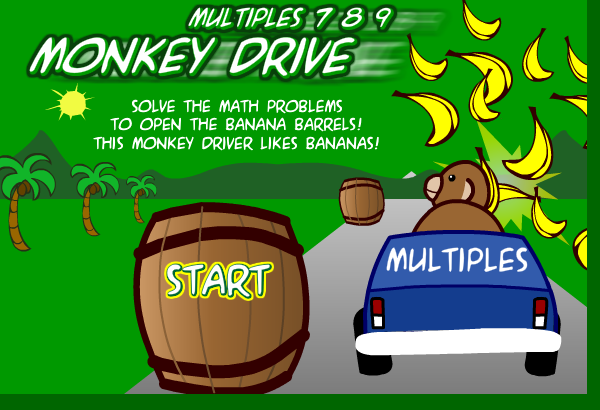 MULTIPLES 7 8 9
MONKEY DRIVE
SOLVE THE MATH PROBLEMS
TO OPEN THE BANANA BARRELS!
THIS MONKEY DRIVER LIKES BANANAS!
MULTIPLES
START